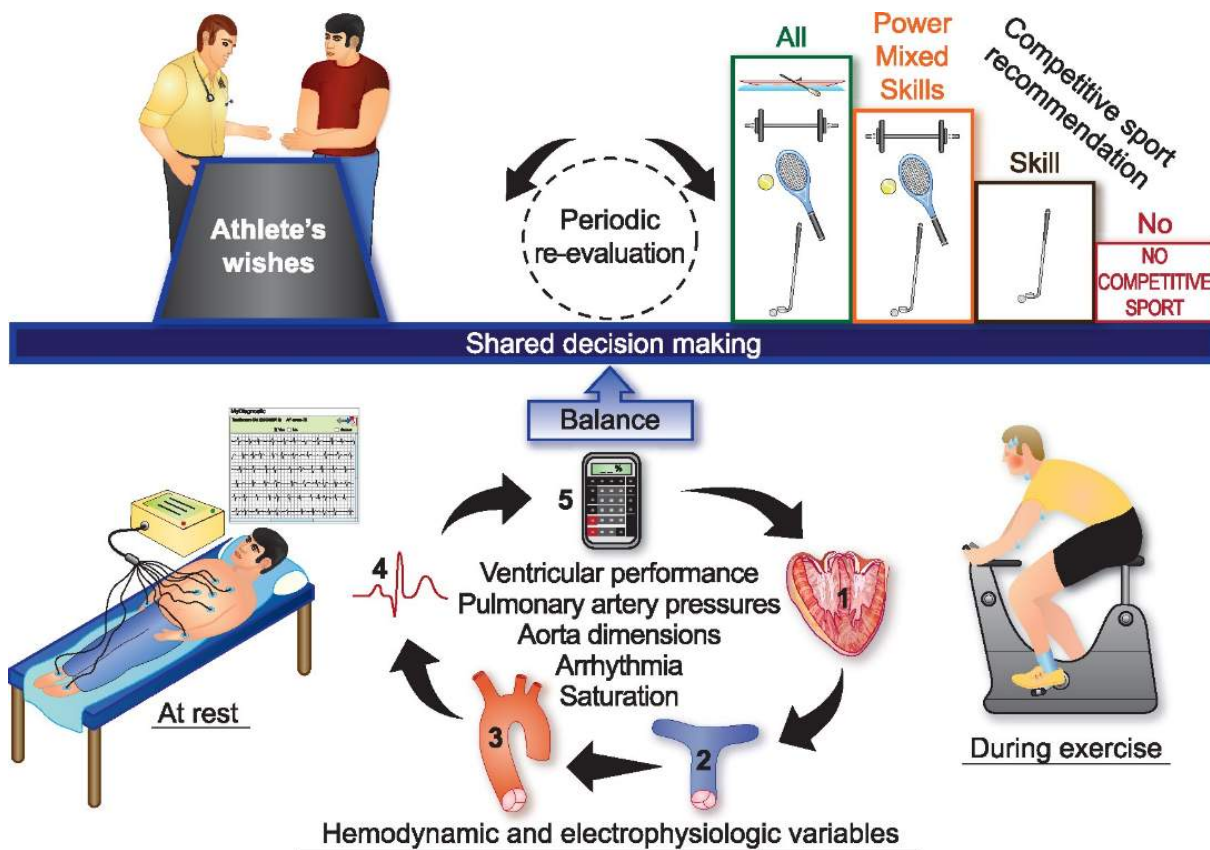 All
Power
Mixed
Skills
Competitive sport
recommendation
Skill
No
NO
COMPETITIVE
SPORT
Athlete's
wishes
Periodic
re-evaluation
Shared decision making
Balance
MyDiagnostic
5
%
4
1
Ventricular performance
Pulmonary artery pressures
Aorta dimensions
Arrhythmia
Saturation
3
2
At rest
During exercise
Hemodynamic and electrophysiologic variables